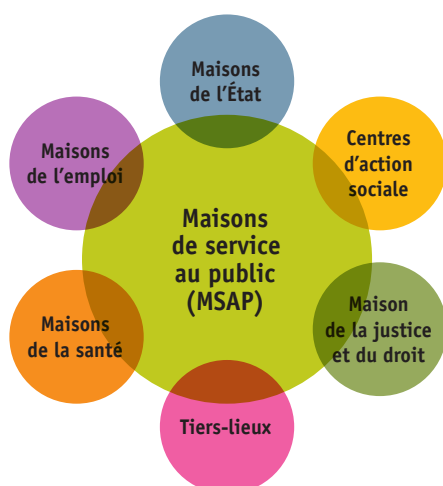 Maisons
de l'État
Maisons
de l'emploi
Centres
d'action
sociale
Maisons
de service
au public
(MSAP)
Maisons
de la santé
Maison
de la justice
et du droit
Tiers-lieux